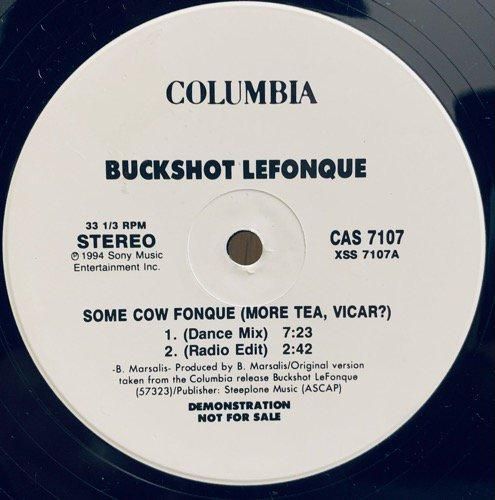 COLUMBIA
BUCKSHOT LEFONQUE
33 1/3 RPM
STEREO
℗ 1994 Sony Music
Entertainment Inc.
CAS 7107
XSS 7107A
SOME COW FONQUE (MORE TEA, VICAR?)
1. (Dance Mix) 7:23
2. (Radio Edit) 2:42
-B. Marsalis- Produced by B. Marsalis/Original version
taken from the Columbia release Buckshot LeFonque
(57323)/Publisher: Steeplone Music (ASCAP)
DEMONSTRATION
NOT FOR SALE